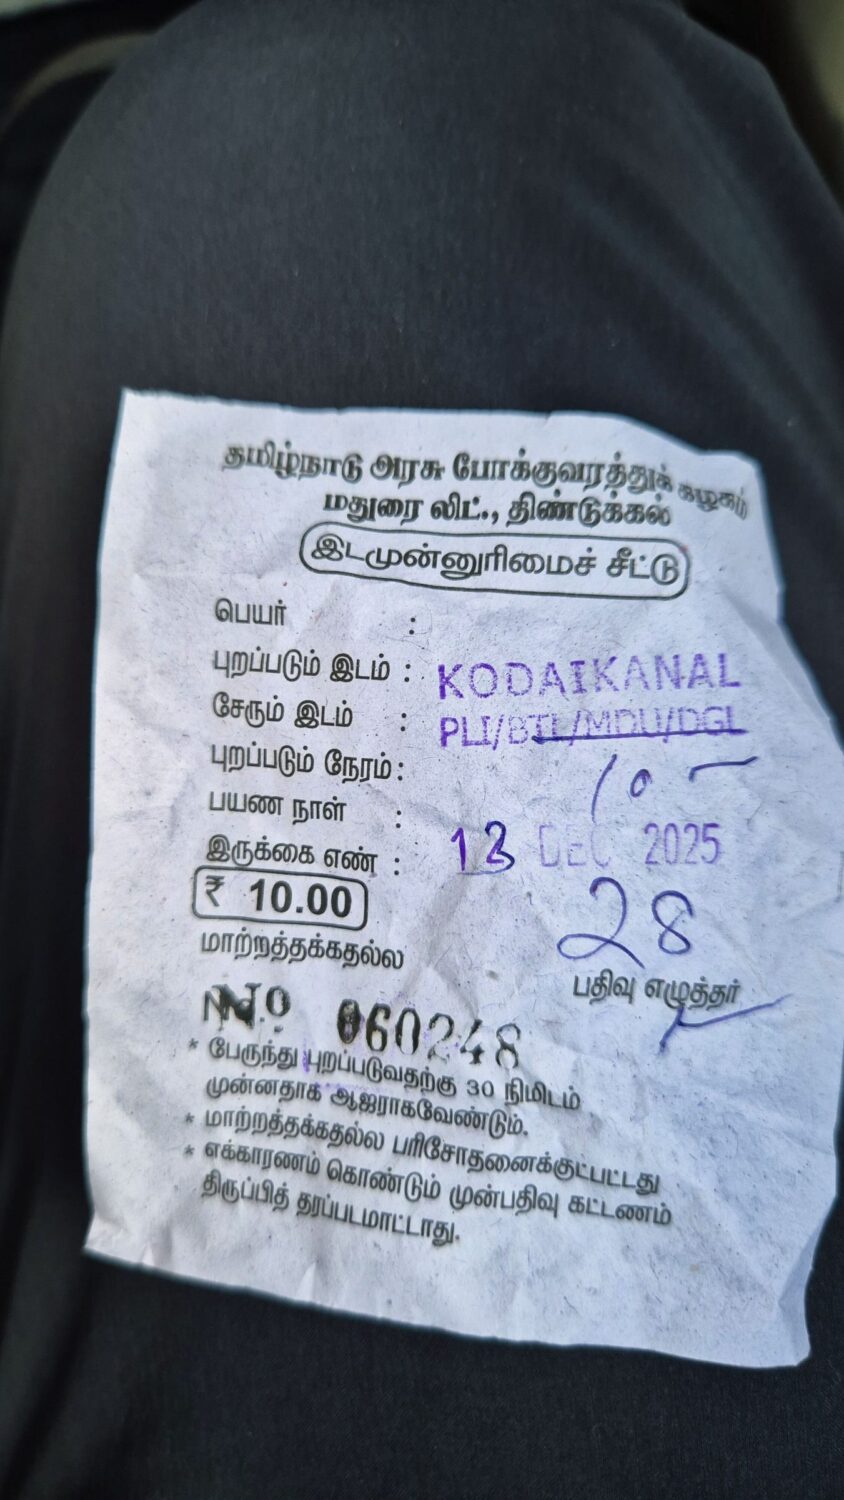 தமிழ்நாடு அரசு போக்குவரத்துக் கழகம்
மதுரை லிட்., திண்டுக்கல்
இடமுன்னுரிமைச் சீட்டு
பெயர் :
புறப்படும் இடம் : KODAIKANAL
சேரும் இடம் : PLI/BTL/MDU/DGL
புறப்படும் நேரம் : 10
பயண நாள் : 13 DEC 2025
இருக்கை எண் : 28
₹ 10.00
மாற்றத்தக்கதல்ல
பதிவு எழுத்தர்
No 060248
* பேருந்து புறப்படுவதற்கு 30 நிமிடம்
முன்னதாக ஆஜராகவேண்டும்.
* மாற்றத்தக்கதல்ல பரிசோதனைக்குட்பட்டது
* எக்காரணம் கொண்டும் முன்பதிவு கட்டணம்
திருப்பித் தரப்படமாட்டாது.